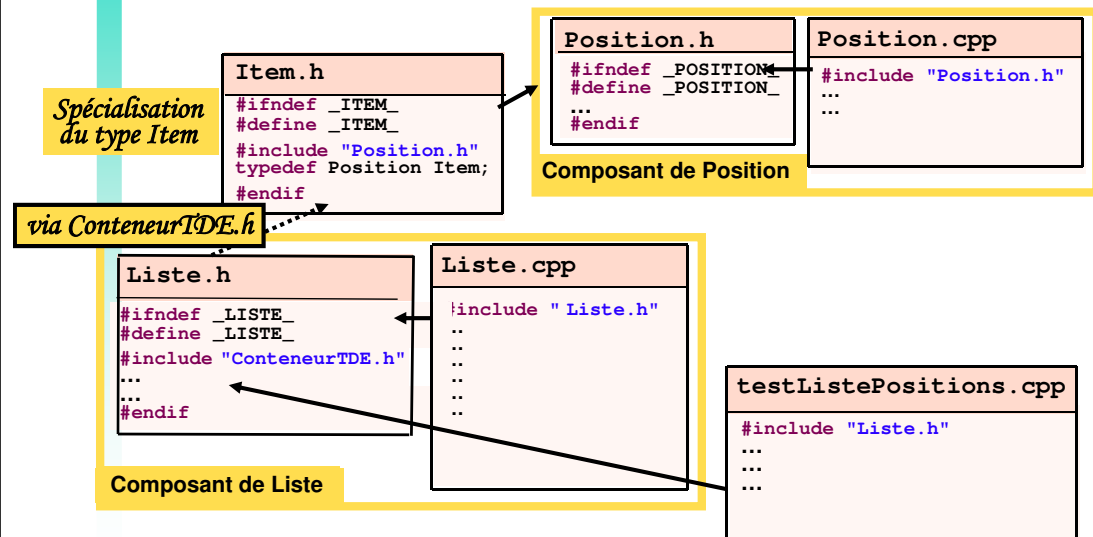 Position.h
#ifndef _POSITION_
#define _POSITION_
...
#endif
Position.cpp
#include "Position.h"
...
...
Composant de Position
Item.h
#ifndef _ITEM_
#define _ITEM_
#include "Position.h"
typedef Position Item;
#endif
Spécialisation
du type Item
via ConteneurTDE.h
Liste.h
#ifndef _LISTE_
#define _LISTE_
#include "ConteneurTDE.h"
...
...
#endif
Liste.cpp
#include " Liste.h"
..
..
..
..
..
..
Composant de Liste
testListePositions.cpp
#include "Liste.h"
...
...
...